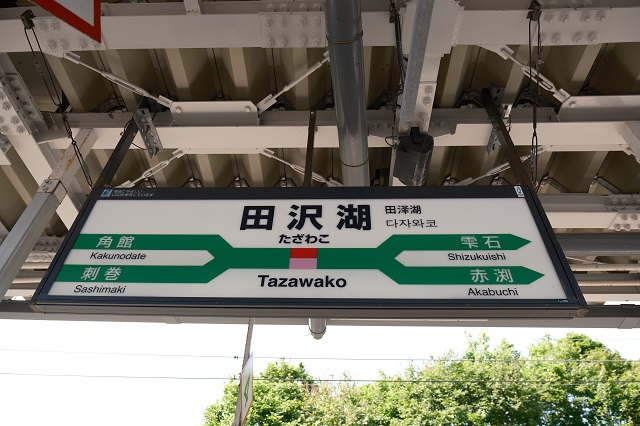 田沢湖
たざわこ
田泽湖
다자와코
角館
Kakunodate
刺巻
Sashimaki
雫石
Shizukuishi
赤渕
Akabuchi
Tazawako